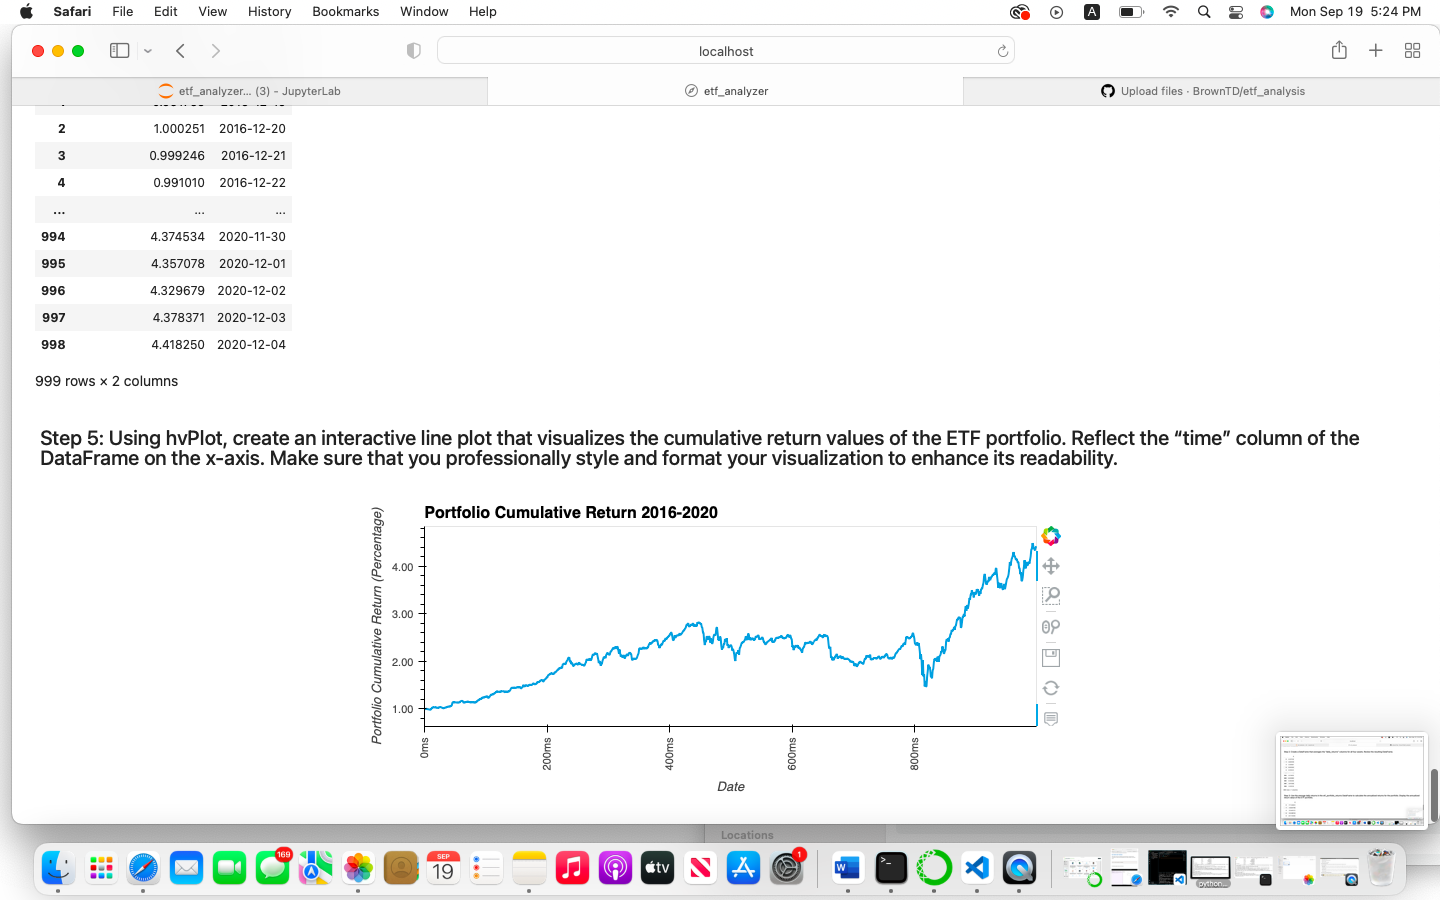 Safari File Edit View History Bookmarks Window Help A Mon Sep 19 5:24 PM
localhost
etf_analyzer... (3) - JupyterLab etf_analyzer Upload files · BrownTD/etf_analysis
2 1.000251 2016-12-20
3 0.999246 2016-12-21
4 0.991010 2016-12-22
... ... ...
994 4.374534 2020-11-30
995 4.357078 2020-12-01
996 4.329679 2020-12-02
997 4.378371 2020-12-03
998 4.418250 2020-12-04
999 rows × 2 columns
Step 5: Using hvPlot, create an interactive line plot that visualizes the cumulative return values of the ETF portfolio. Reflect the “time” column of the
DataFrame on the x-axis. Make sure that you professionally style and format your visualization to enhance its readability.
Portfolio Cumulative Return 2016-2020
Portfolio Cumulative Return (Percentage)
4.00
3.00
2.00
1.00
0ms 200ms 400ms 600ms 800ms
Date
Locations
169
SEP
19
tv
1
W
>_
python...